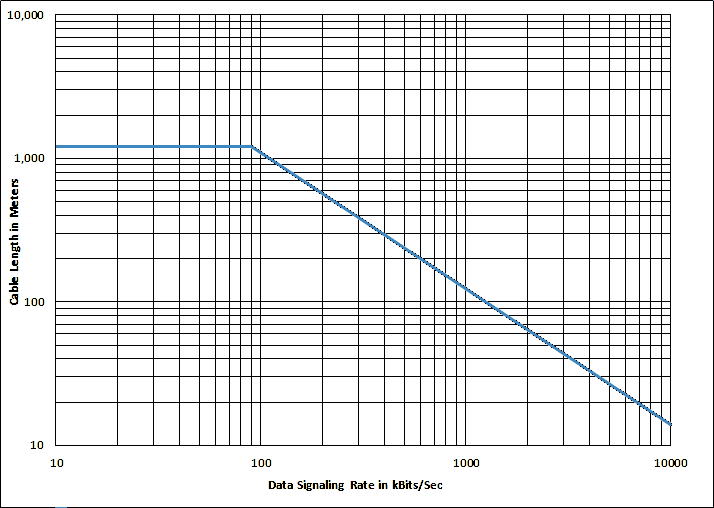 10,000
1,000
100
10
Cable Length in Meters
10 100 1000 10000
Data Signaling Rate in kBits/Sec